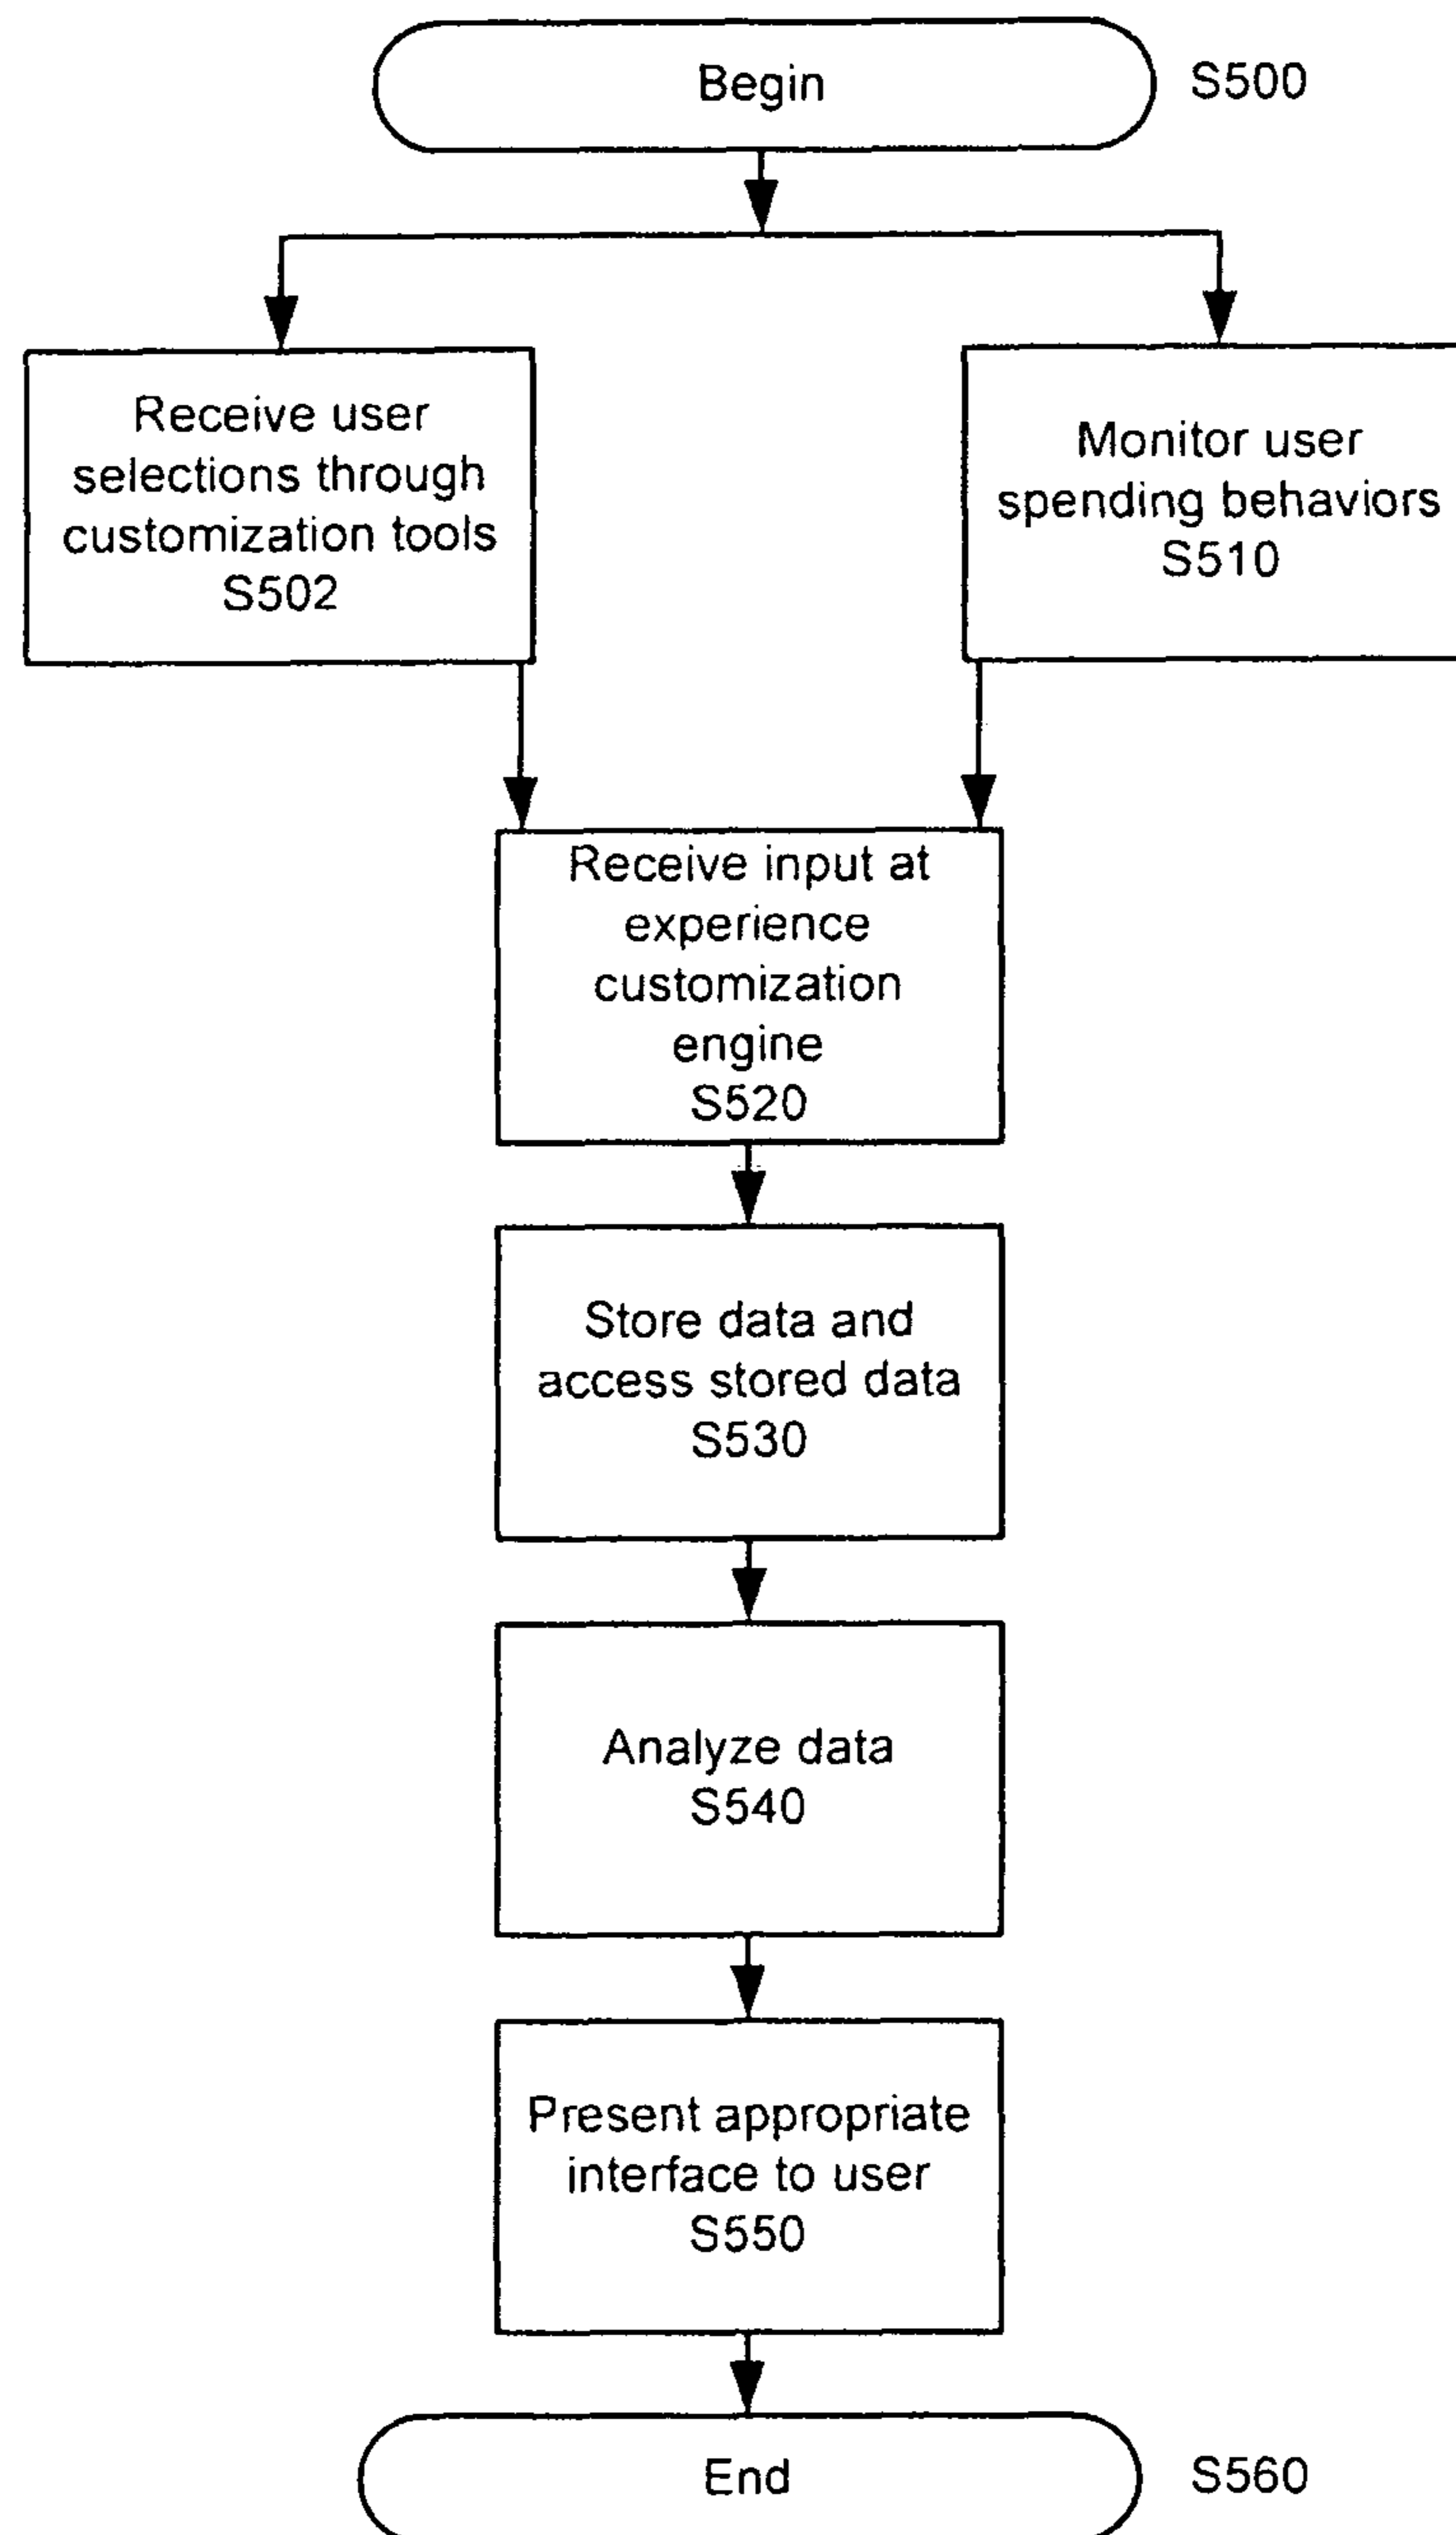 Begin
S500
Receive user
selections through
customization tools
S502
Monitor user
spending behaviors
S510
Receive input at
experience
customization
engine
S520
Store data and
access stored data
S530
Analyze data
S540
Present appropriate
interface to user
S550
End
S560